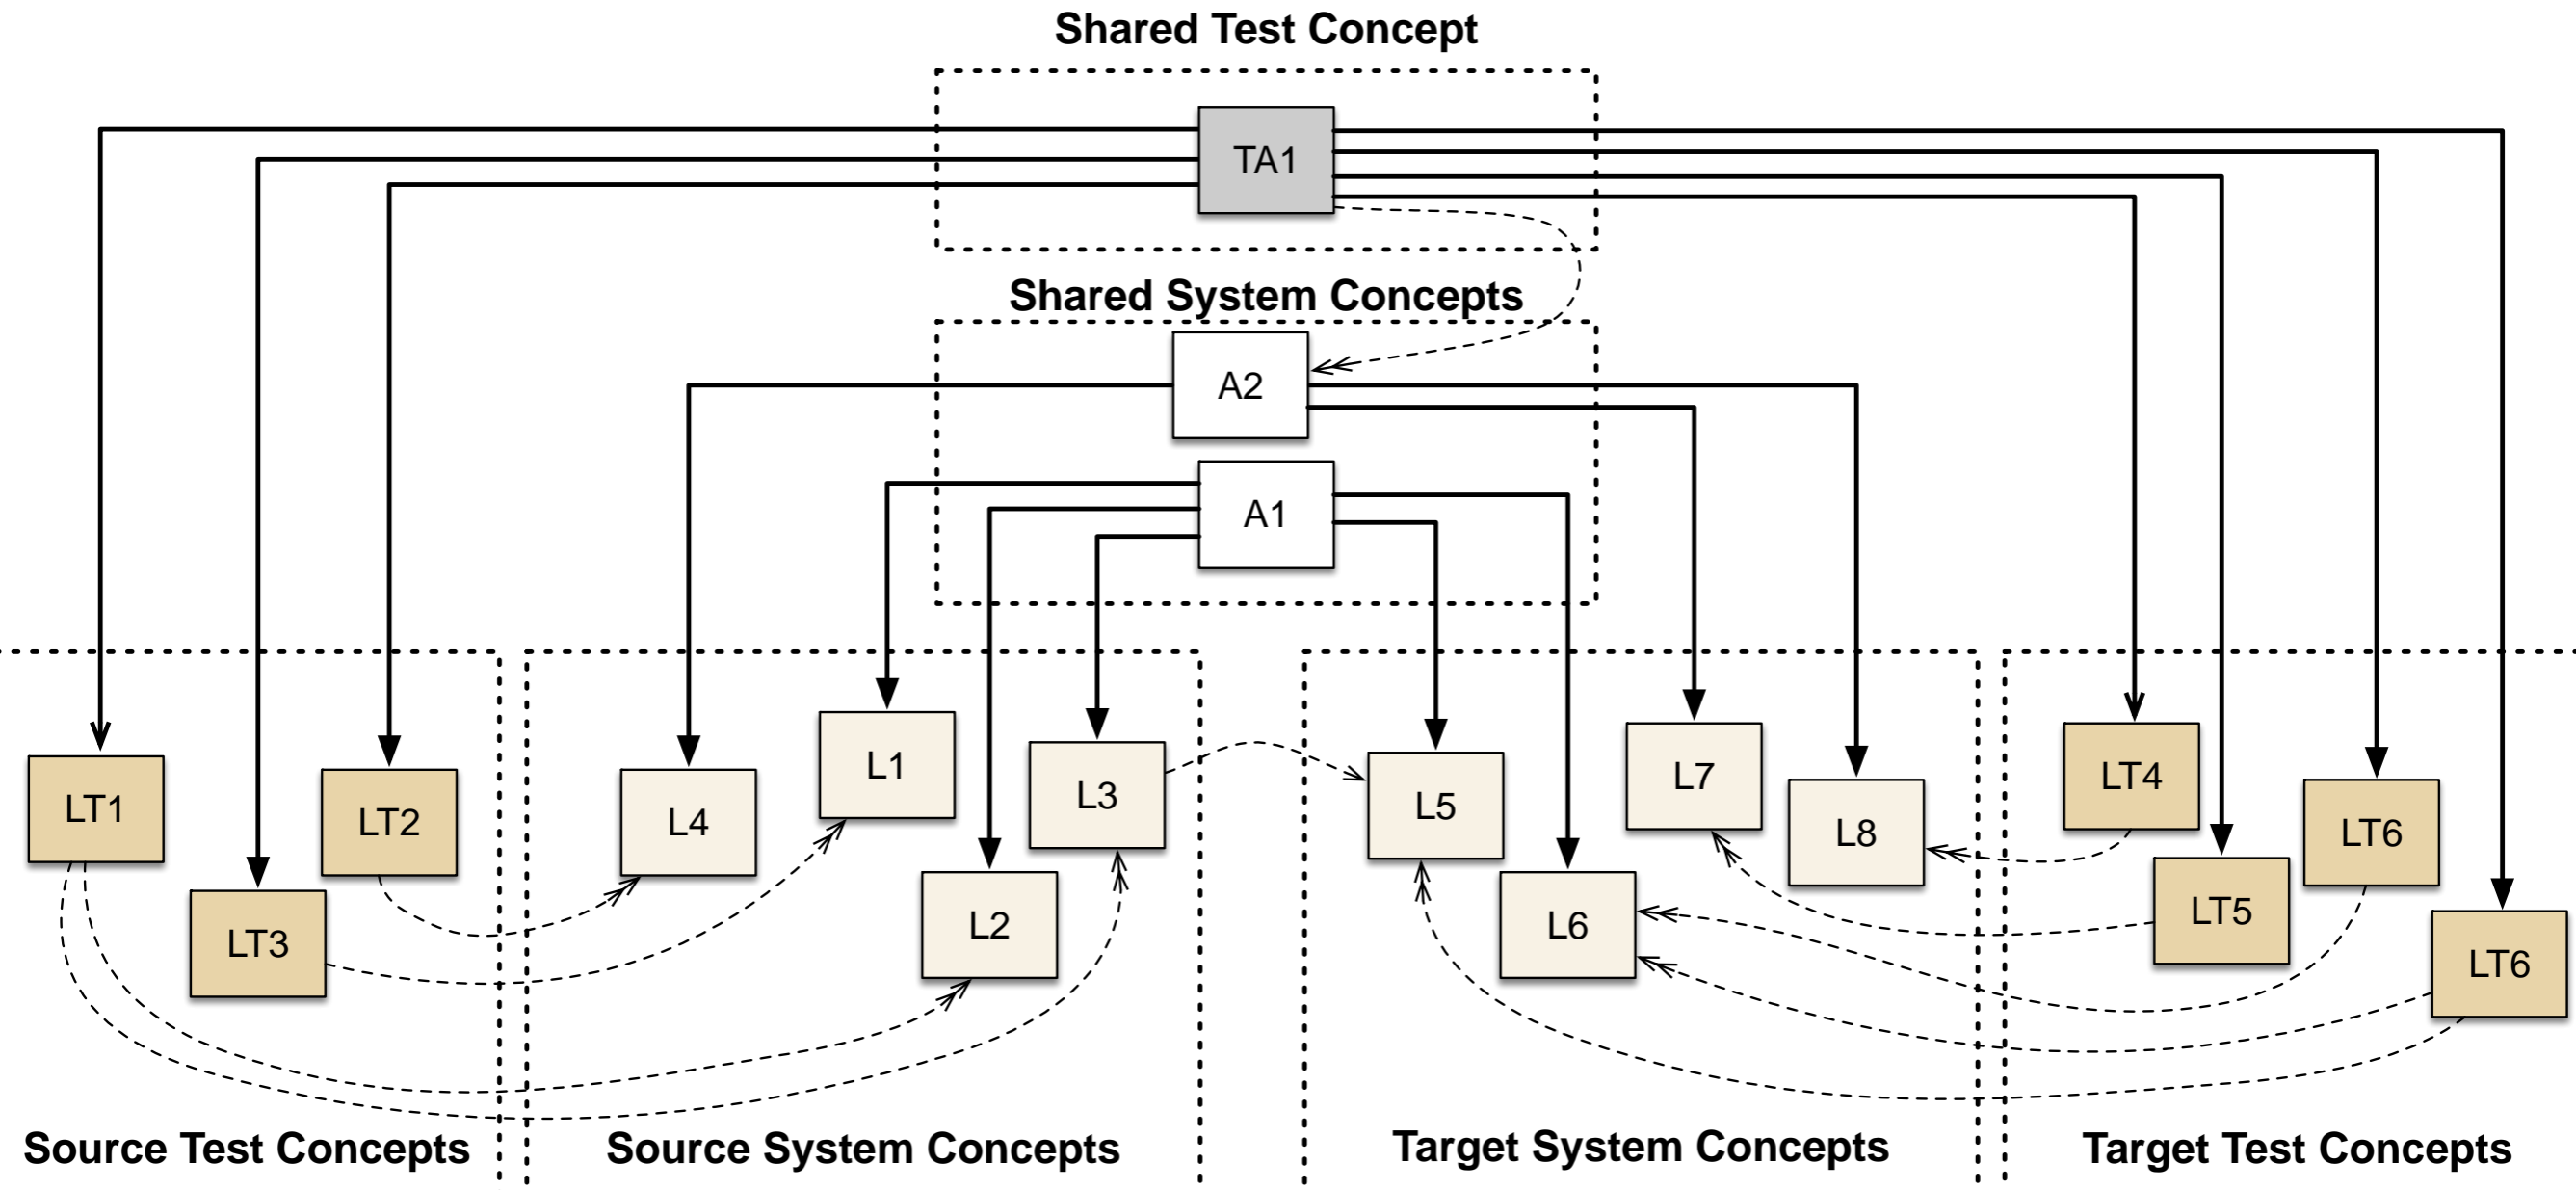 Shared Test Concept
TA1
Shared System Concepts
A2
A1
LT1
LT2
LT3
L4
L1
L2
L3
L5
L6
L7
L8
LT4
LT5
LT6
LT6
Source Test Concepts
Source System Concepts
Target System Concepts
Target Test Concepts